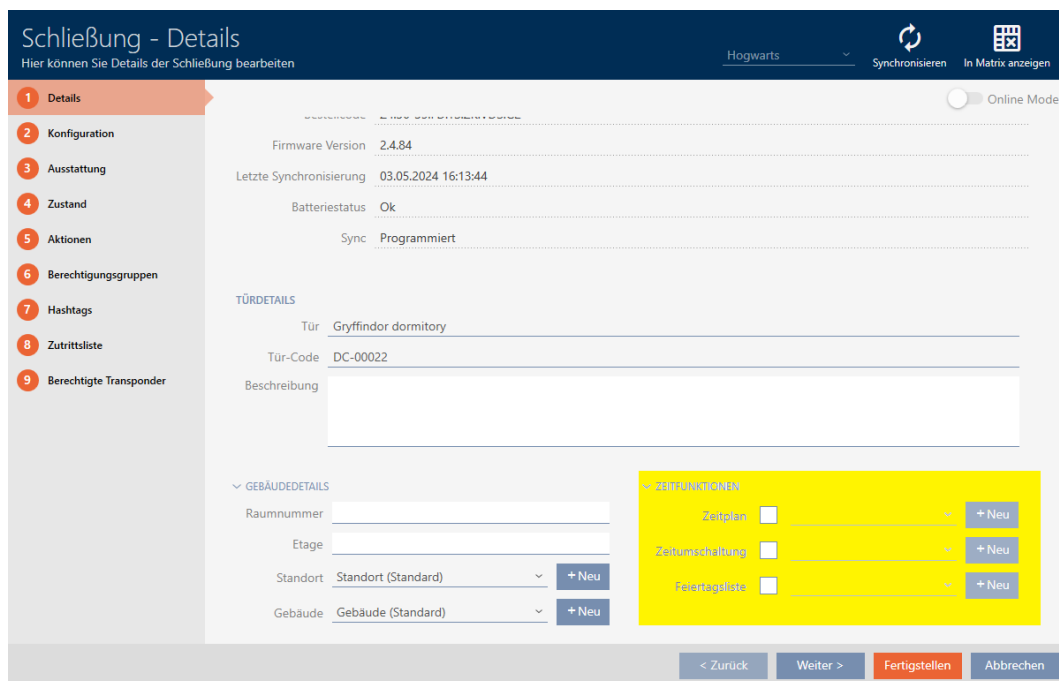 Schließung - Details
Hier können Sie Details der Schließung bearbeiten
Hogwarts
Synchronisieren
In Matrix anzeigen
1 Details
2 Konfiguration
3 Ausstattung
4 Zustand
5 Aktionen
6 Berechtigungsgruppen
7 Hashtags
8 Zutrittsliste
9 Berechtigte Transponder
Online Mode
Firmware Version 2.4.84
Letzte Synchronisierung 03.05.2024 16:13:44
Batteriestatus Ok
Sync Programmiert
TÜRDETAILS
Tür Gryffindor dormitory
Tür-Code DC-00022
Beschreibung
GEBÄUDEDETAILS
Raumnummer
Etage
Standort Standort (Standard) + Neu
Gebäude Gebäude (Standard) + Neu
ZEITFUNKTIONEN
Zeitplan + Neu
Zeitumschaltung + Neu
Feiertagsliste + Neu
< Zurück
Weiter >
Fertigstellen
Abbrechen